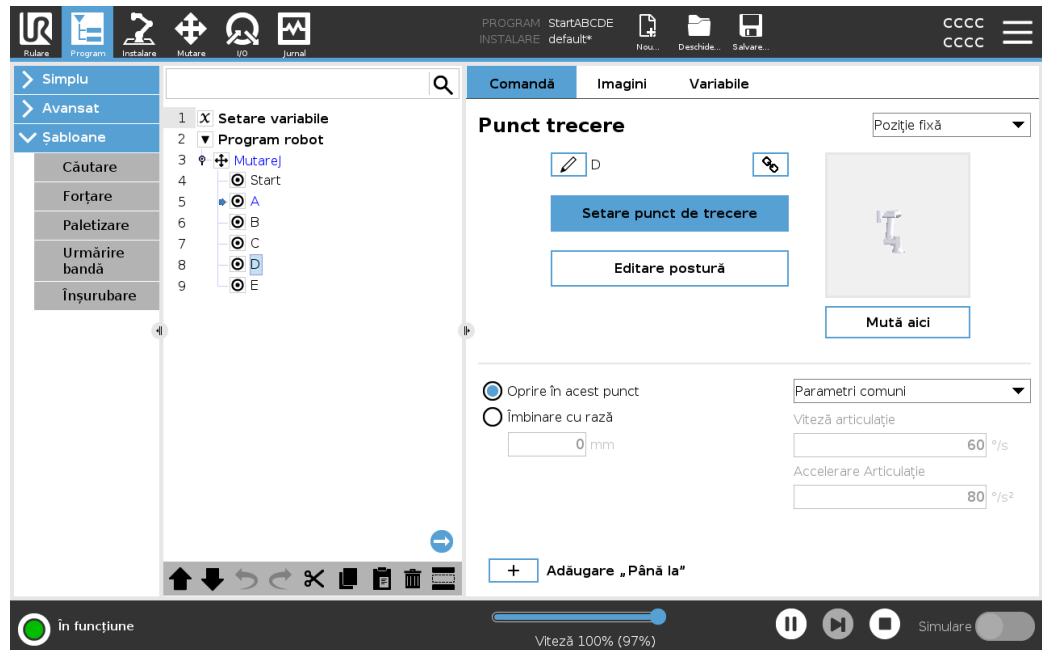 PROGRAM StartABCDE
INSTALARE default*
cccc
cccc
Rulare Program Instalare Mutare I/O Jurnal Nou... Deschide... Salvare...
Simplu
Avansat
Șabloane
Căutare
Forțare
Paletizare
Urmărire
bandă
Înșurubare
1 X Setare variabile
2 Program robot
3 MutareJ
4 Start
5 A
6 B
7 C
8 D
9 E
Comandă Imagini Variabile
Punct trecere
Poziție fixă
D
Setare punct de trecere
Editare postură
Mută aici
Oprire în acest punct
Îmbinare cu rază
0 mm
Parametri comuni
Viteză articulație
60 °/s
Accelerare Articulație
80 °/s²
+ Adăugare „Până la”
În funcțiune
Viteză 100% (97%)
Simulare